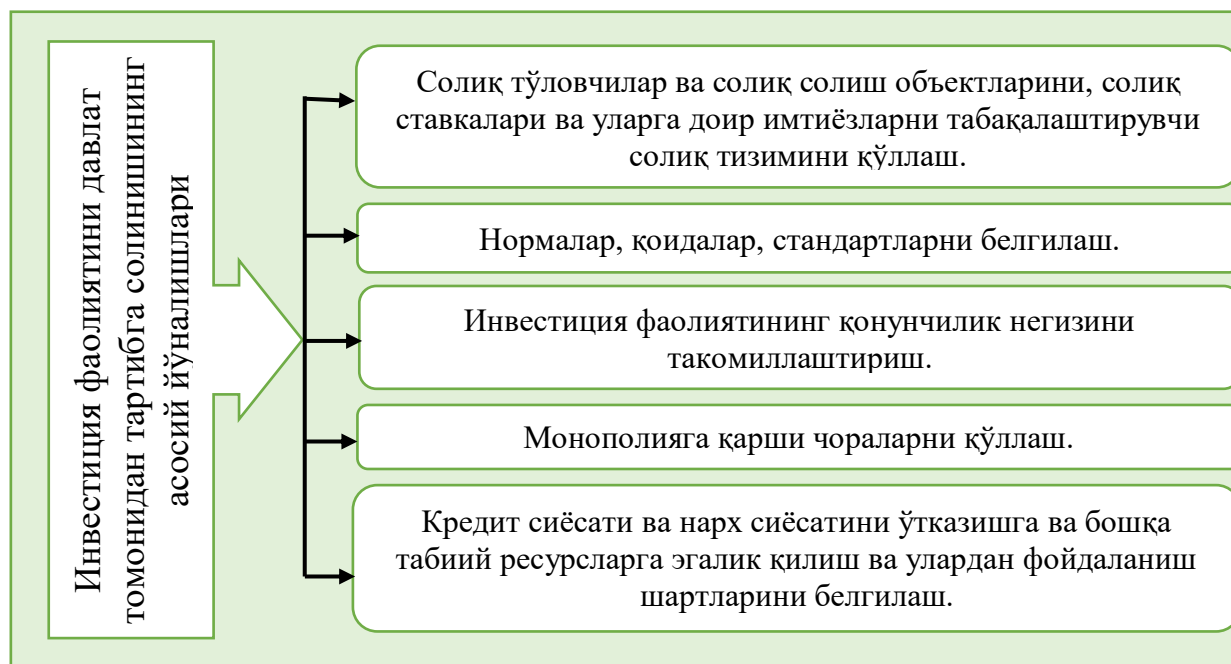 Инвестиция фаолиятини давлат
томонидан тартибга солинишининг
асосий йўналишлари
Солиқ тўловчилар ва солиқ солиш объектларини, солиқ
ставкалари ва уларга доир имтиёзларни табақалаштирувчи
солиқ тизимини қўллаш.
Нормалар, қоидалар, стандартларни белгилаш.
Инвестиция фаолиятининг қонунчилик негизини
такомиллаштириш.
Монополияга қарши чораларни қўллаш.
Кредит сиёсати ва нарх сиёсатини ўтказишга ва бошқа
табиий ресурсларга эгалик қилиш ва улардан фойдаланиш
шартларини белгилаш.